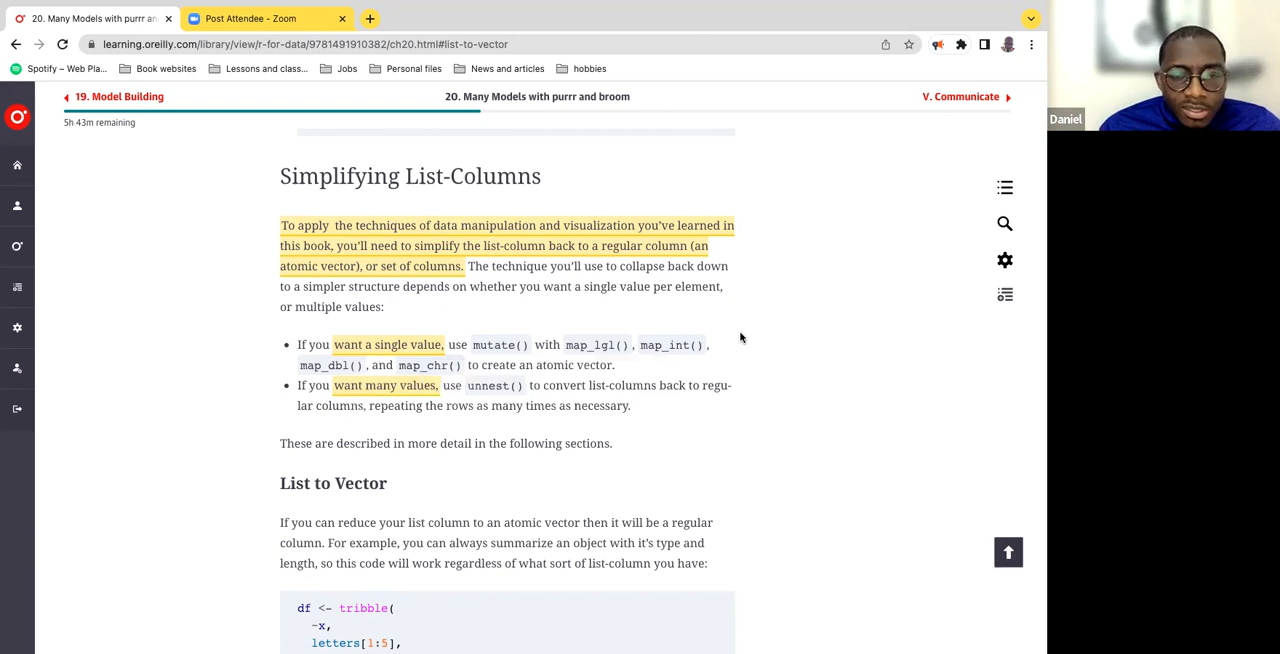 20. Many Models with purrr an
Post Attendee - Zoom
learning.oreilly.com/library/view/r-for-data/9781491910382/ch20.html#list-to-vector
Spotify – Web Pla...
Book websites
Lessons and class...
Jobs
Personal files
News and articles
hobbies
19. Model Building
20. Many Models with purrr and broom
V. Communicate
5h 43m remaining
Daniel
Simplifying List-Columns
To apply the techniques of data manipulation and visualization you've learned in
this book, you'll need to simplify the list-column back to a regular column (an
atomic vector), or set of columns. The technique you'll use to collapse back down
to a simpler structure depends on whether you want a single value per element,
or multiple values:
• If you want a single value, use mutate() with map_lgl(), map_int(),
map_dbl(), and map_chr() to create an atomic vector.
• If you want many values, use unnest() to convert list-columns back to regu-
lar columns, repeating the rows as many times as necessary.
These are described in more detail in the following sections.
List to Vector
If you can reduce your list column to an atomic vector then it will be a regular
column. For example, you can always summarize an object with it's type and
length, so this code will work regardless of what sort of list-column you have:
df <- tribble(
~x,
letters[1:5],